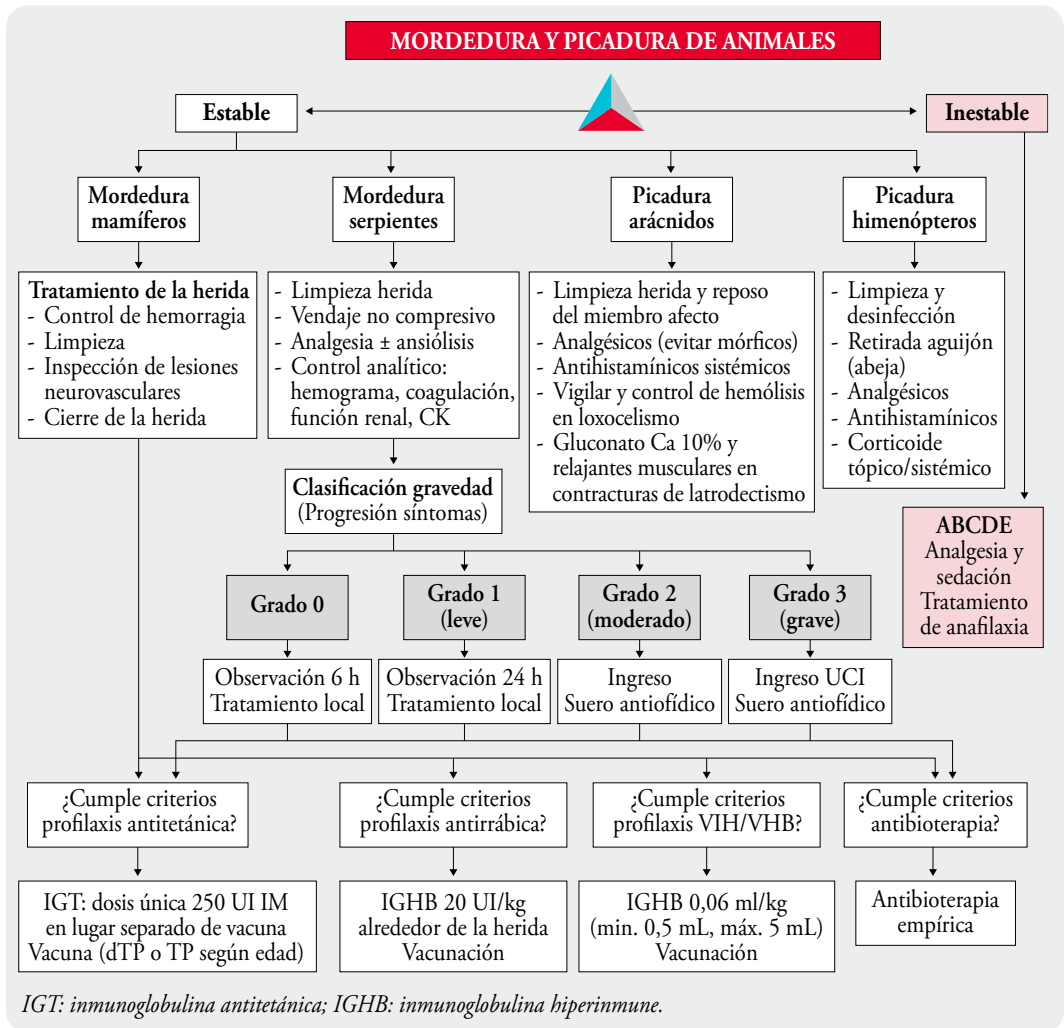 MORDEDURA Y PICADURA DE ANIMALES
Estable
Inestable
Mordedura
mamíferos
Mordedura
serpientes
Picadura
arácnidos
Picadura
himenópteros
Tratamiento de la herida
- Control de hemorragia
- Limpieza
- Inspección de lesiones
neurovasculares
- Cierre de la herida
- Limpieza herida
- Vendaje no compresivo
- Analgesia ± ansiólisis
- Control analítico:
hemograma, coagulación,
función renal, CK
- Limpieza herida y reposo
del miembro afecto
- Analgésicos (evitar mórficos)
- Antihistamínicos sistémicos
- Vigilar y control de hemólisis
en loxocelismo
- Gluconato Ca 10% y
relajantes musculares en
contracturas de latrodectismo
- Limpieza y
desinfección
- Retirada aguijón
(abeja)
- Analgésicos
- Antihistamínicos
- Corticoide
tópico/sistémico
Clasificación gravedad
(Progresión síntomas)
ABCDE
Analgesia y
sedación
Tratamiento
de anafilaxia
Grado 0
Grado 1
(leve)
Grado 2
(moderado)
Grado 3
(grave)
Observación 6 h
Tratamiento local
Observación 24 h
Tratamiento local
Ingreso
Suero antiofídico
Ingreso UCI
Suero antiofídico
¿Cumple criterios
profilaxis antitetánica?
¿Cumple criterios
profilaxis antirrábica?
¿Cumple criterios
profilaxis VIH/VHB?
¿Cumple criterios
antibioterapia?
IGT: dosis única 250 UI IM
en lugar separado de vacuna
Vacuna (dTP o TP según edad)
IGHB 20 UI/kg
alrededor de la herida
Vacunación
IGHB 0,06 ml/kg
(min. 0,5 mL, máx. 5 mL)
Vacunación
Antibioterapia
empírica
IGT: inmunoglobulina antitetánica; IGHB: inmunoglobulina hiperinmune.